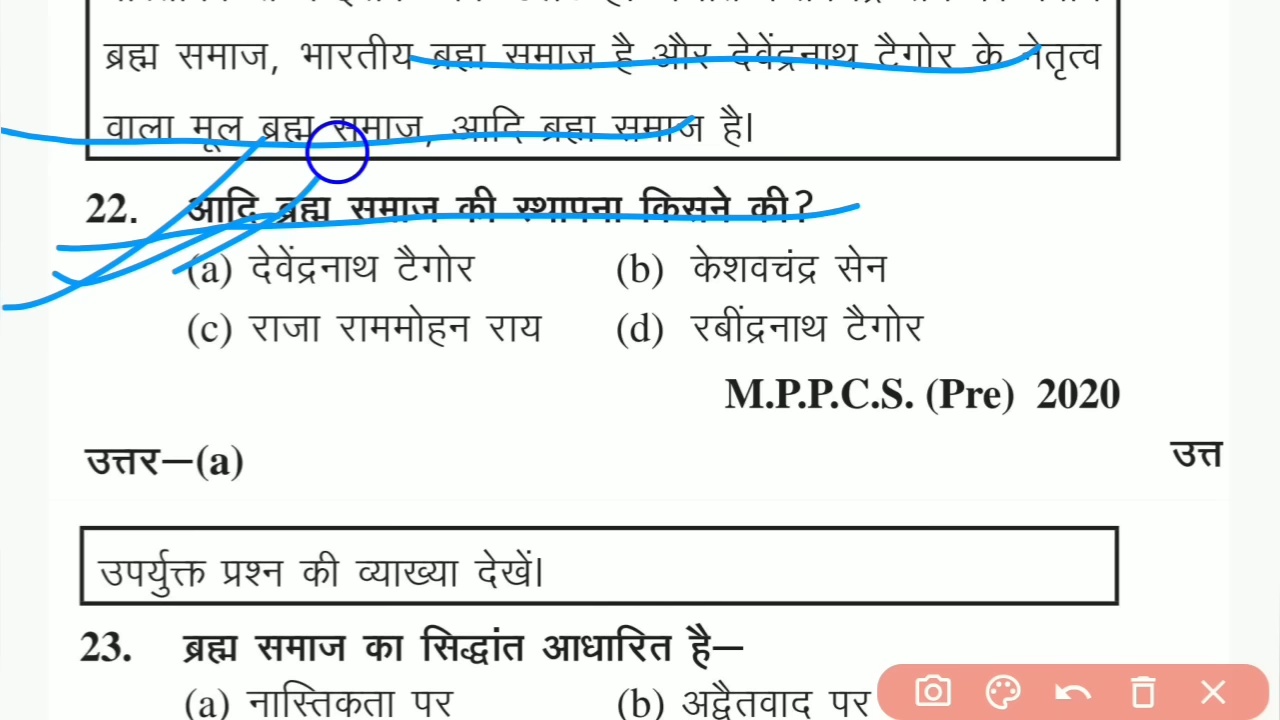 ब्रह्म समाज, भारतीय ब्रह्म समाज है और देवेंद्रनाथ टैगोर के नेतृत्व
वाला मूल ब्रह्म समाज, आदि ब्रह्म समाज है।
22. आदि ब्रह्म समाज की स्थापना किसने की?
(a) देवेंद्रनाथ टैगोर (b) केशवचंद्र सेन
(c) राजा राममोहन राय (d) रबींद्रनाथ टैगोर
M.P.P.C.S. (Pre) 2020
उत्तर—(a)
उत्त
उपर्युक्त प्रश्न की व्याख्या देखें।
23. ब्रह्म समाज का सिद्धांत आधारित है—
(a) नास्तिकता पर (b) अद्वैतवाद पर